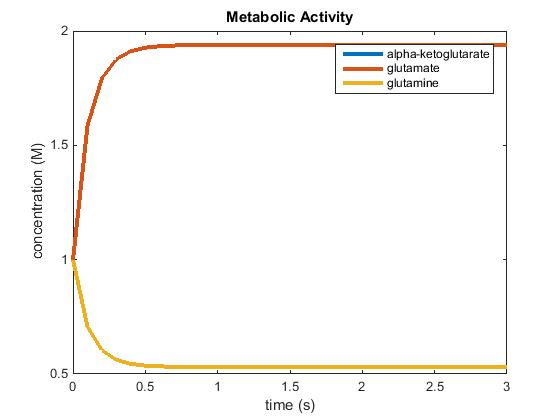 Metabolic Activity
2
alpha-ketoglutarate
glutamate
glutamine
1.5
concentration (M)
1
0.5
0 0.5 1 1.5 2 2.5 3
time (s)